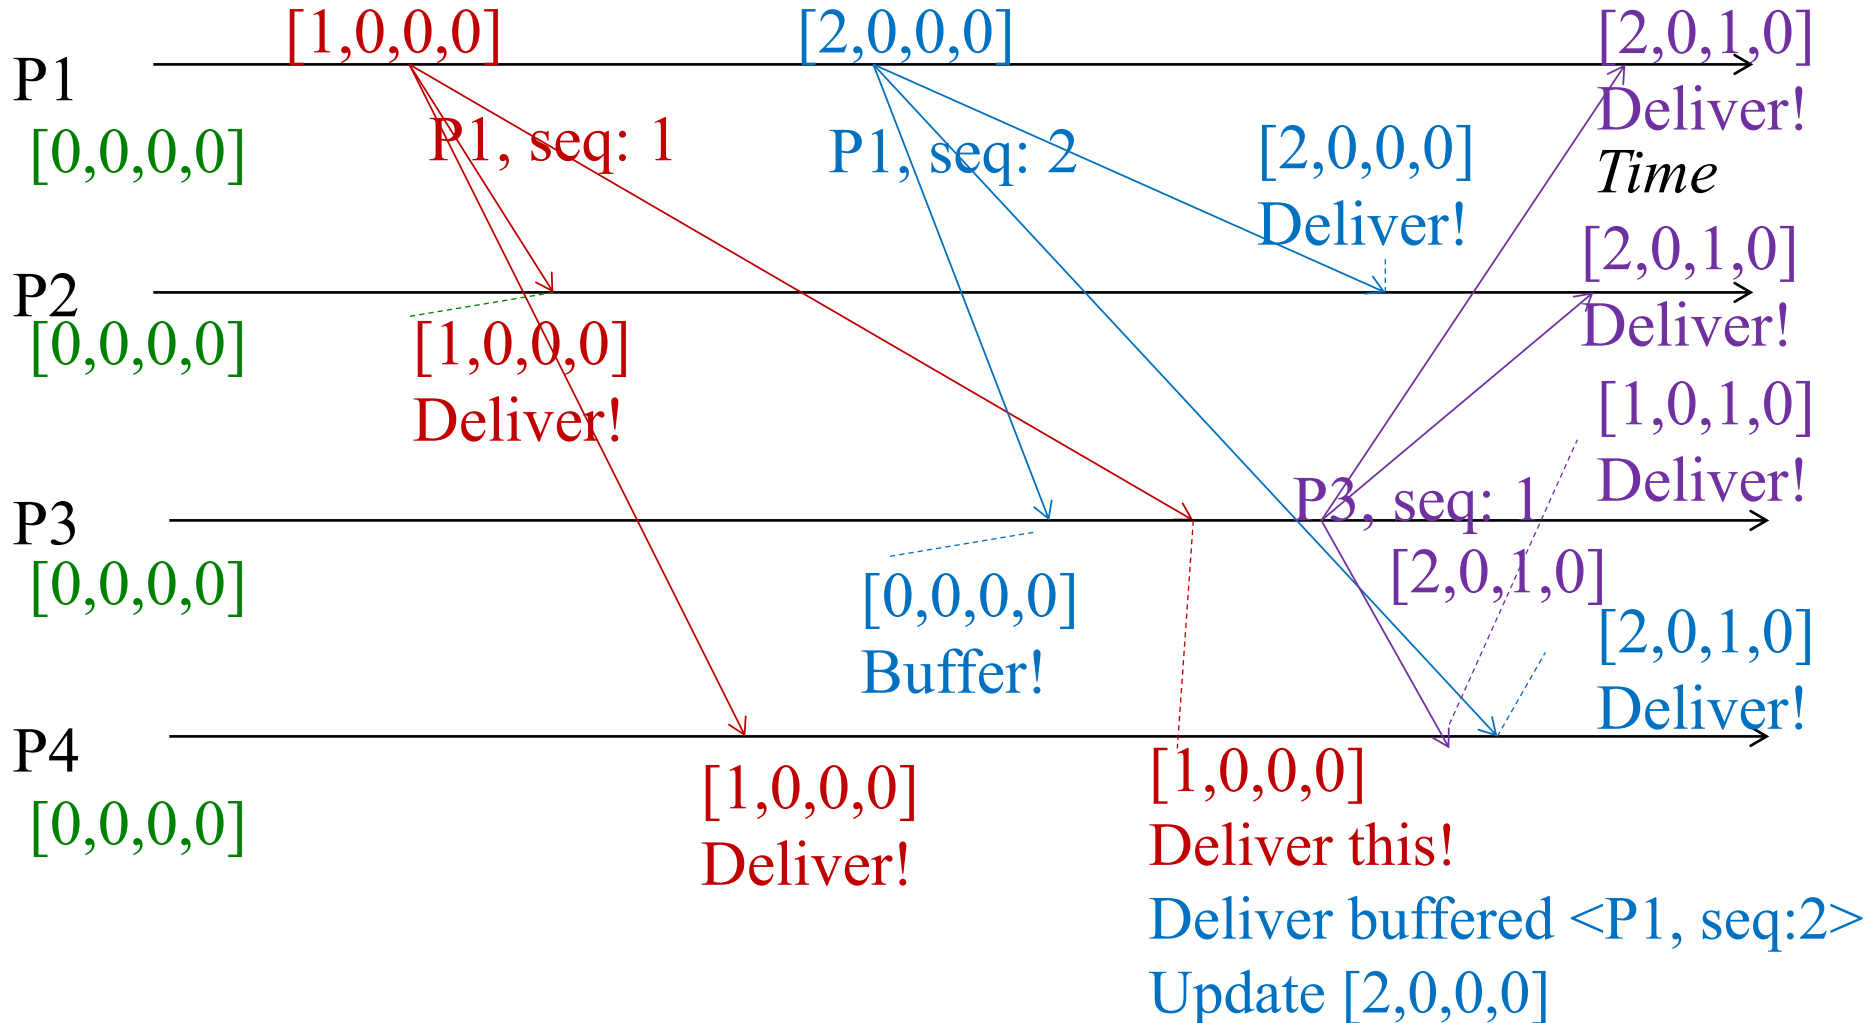 [1,0,0,0]
[2,0,0,0]
[2,0,1,0]
P1
Deliver!
P1, seq: 1
P1, seq: 2
[2,0,0,0]
[0,0,0,0]
Time
Deliver!
[2,0,1,0]
P2
Deliver!
[0,0,0,0]
[1,0,0,0]
Deliver!
[1,0,1,0]
Deliver!
P3, seq: 1
P3
[2,0,1,0]
[0,0,0,0]
[0,0,0,0]
Buffer!
[2,0,1,0]
Deliver!
P4
[0,0,0,0]
[1,0,0,0]
Deliver!
[1,0,0,0]
Deliver this!
Deliver buffered <P1, seq:2>
Update [2,0,0,0]